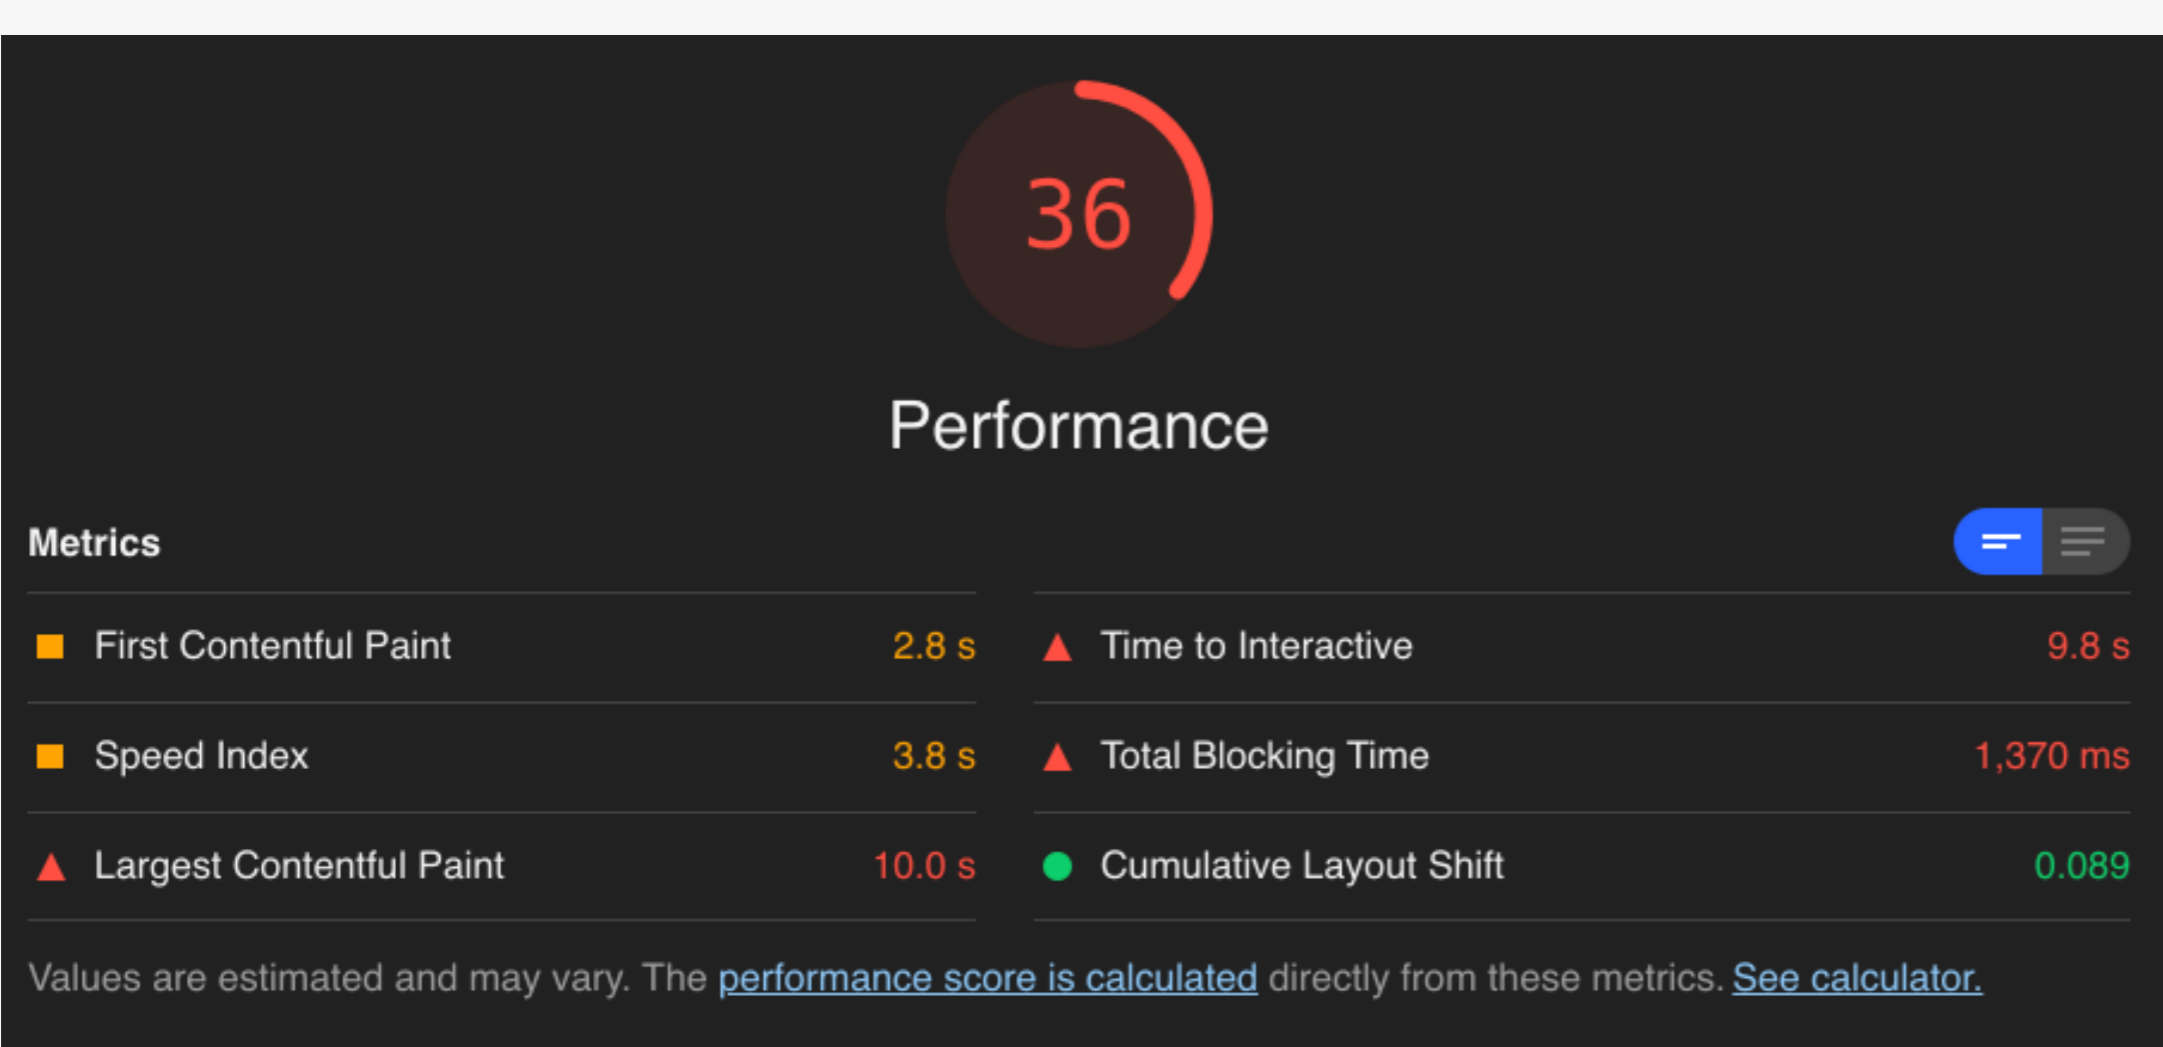 36
Performance
Metrics
First Contentful Paint 2.8 s
Time to Interactive 9.8 s
Speed Index 3.8 s
Total Blocking Time 1,370 ms
Largest Contentful Paint 10.0 s
Cumulative Layout Shift 0.089
Values are estimated and may vary. The performance score is calculated directly from these metrics. See calculator.